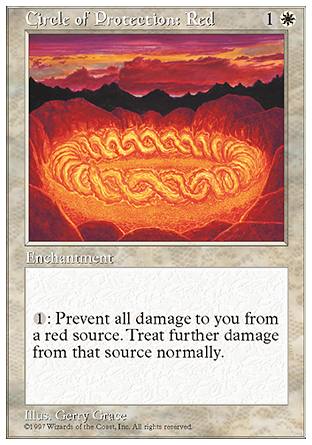 Circle of Protection: Red 1
Enchantment
1: Prevent all damage to you from
a red source. Treat further damage
from that source normally.
Illus. Gerry Grace
©1997 Wizards of the Coast, Inc. All rights reserved.